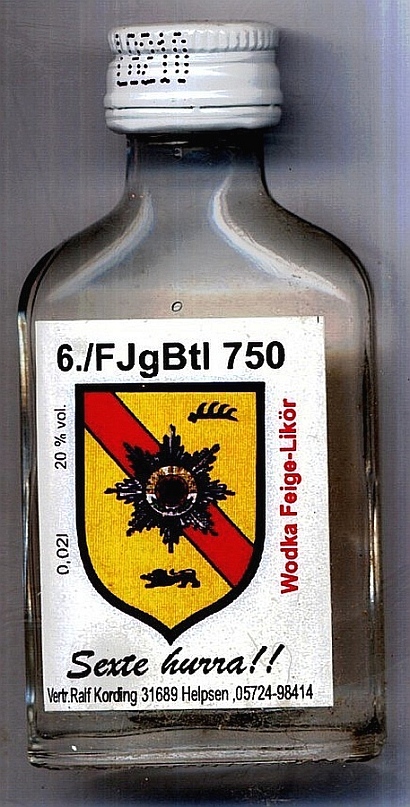 6./FJgBtl 750
20 % vol.
0,02l
Wodka Feige-Likör
Sexte hurra!!
Vertr.Ralf Kording 31689 Helpsen ,05724-98414